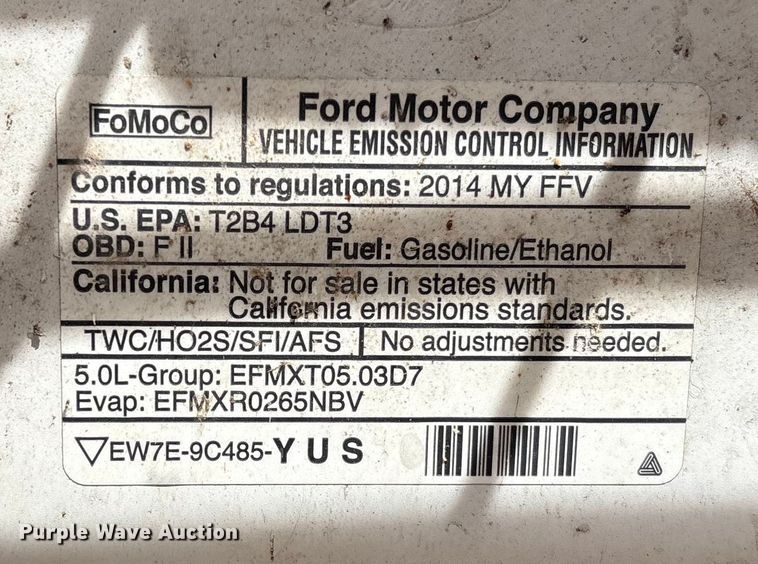 FoMoCo
Ford Motor Company
VEHICLE EMISSION CONTROL INFORMATION
Conforms to regulations: 2014 MY FFV
U.S. EPA: T2B4 LDT3
OBD: F II Fuel: Gasoline/Ethanol
California: Not for sale in states with
California emissions standards.
TWC/HO2S/SFI/AFS No adjustments needed.
5.0L-Group: EFMXT05.03D7
Evap: EFMXR0265NBV
EW7E-9C485-YUS
Purple Wave Auction